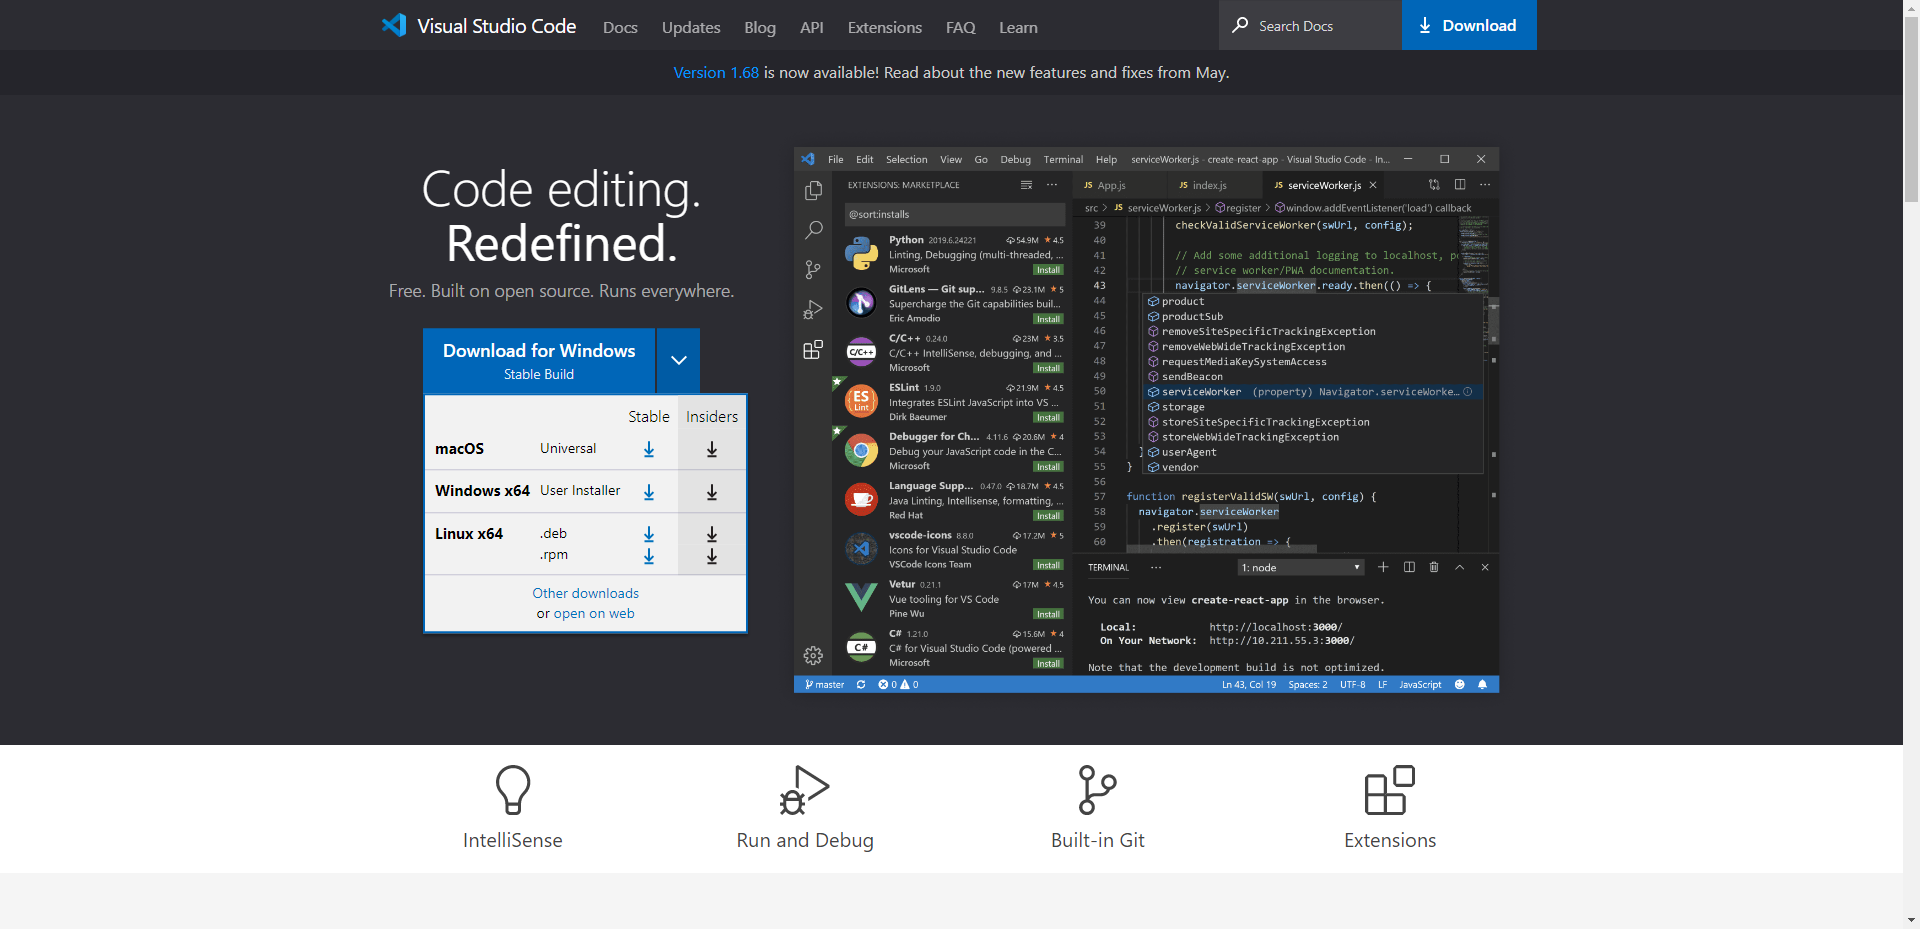 Visual Studio Code Docs Updates Blog API Extensions FAQ Learn Search Docs Download
Version 1.68 is now available! Read about the new features and fixes from May.
Code editing.
Redefined.
Free. Built on open source. Runs everywhere.
Download for Windows
Stable Build
Stable Insiders
macOS Universal
Windows x64 User Installer
Linux x64 .deb
.rpm
Other downloads
or open on web
File Edit Selection View Go Debug Terminal Help serviceWorker.js - create-react-app - Visual Studio Code - In...
EXTENSIONS: MARKETPLACE
@sort:installs
Python 2019.6.24221 54.9M 4.5
Linting, Debugging (multi-threaded, ...
Microsoft Install
GitLens — Git sup... 9.8.5 23.1M 5
Supercharge the Git capabilities buil...
Eric Amodio Install
C/C++
C/C++ 0.24.0 23M 3.5
C/C++ IntelliSense, debugging, and ...
Microsoft Install
ES
Lint
ESLint 1.9.0 21.9M 4.5
Integrates ESLint JavaScript into VS ...
Dirk Baeumer Install
Debugger for Ch... 4.11.6 20.6M 4
Debug your JavaScript code in the C...
Microsoft Install
Language Supp... 0.47.0 18.7M 4.5
Java Linting, Intellisense, formatting, ...
Red Hat Install
vscode-icons 8.8.0 17.2M 5
Icons for Visual Studio Code
VSCode Icons Team Install
Vetur 0.21.1 17M 4.5
Vue tooling for VS Code
Pine Wu Install
C#
C# 1.21.0 15.6M 4
C# for Visual Studio Code (powered ...
Microsoft Install
JS App.js JS index.js JS serviceWorker.js
src > JS serviceWorker.js > register > window.addEventListener('load') callback
39 checkValidServiceWorker(swUrl, config);
40
41 // Add some additional logging to localhost, p
42 // service worker/PWA documentation.
43 navigator.serviceWorker.ready.then(() => {
44 product
45 productSub
46 removeSiteSpecificTrackingException
47 removeWebWideTrackingException
48 requestMediaKeySystemAccess
49 sendBeacon
50 serviceWorker (property) Navigator.serviceWorke...
51 storage
52 storeSiteSpecificTrackingException
53 storeWebWideTrackingException
54 } userAgent
55 } vendor
56
57 function registerValidSW(swUrl, config) {
58 navigator.serviceWorker
59 .register(swUrl)
60 .then(registration => {
TERMINAL ... 1: node
You can now view create-react-app in the browser.
Local: http://localhost:3000/
On Your Network: http://10.211.55.3:3000/
Note that the development build is not optimized.
master 0 0 Ln 43, Col 19 Spaces: 2 UTF-8 LF JavaScript
IntelliSense Run and Debug Built-in Git Extensions